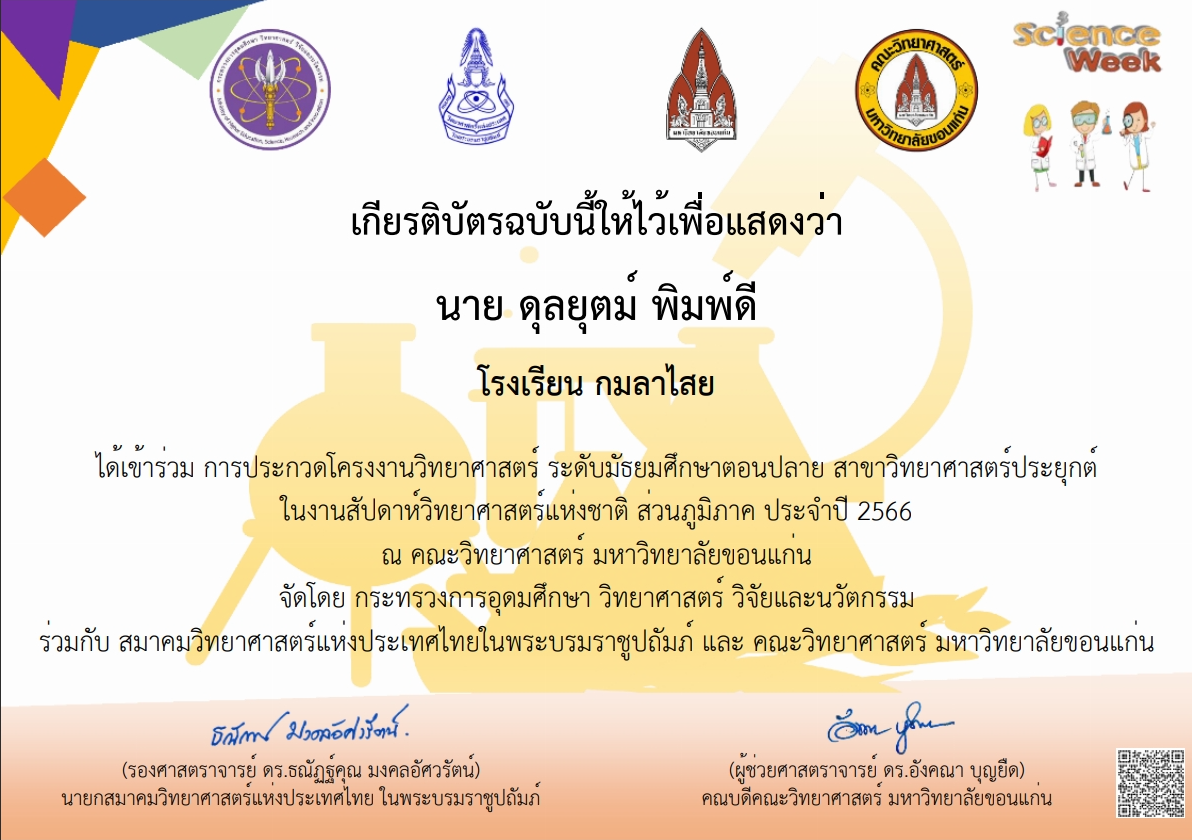 Science
Week
คณะวิทยาศาสตร์
มหาวิทยาลัยขอนแก่น
มหาวิทยาลัยขอนแก่น
เกียรติบัตรฉบับนี้ให้ไว้เพื่อแสดงว่า
นาย ดุลยุตม์ พิมพ์ดี
โรงเรียน กมลาไสย
ได้เข้าร่วม การประกวดโครงงานวิทยาศาสตร์ ระดับมัธยมศึกษาตอนปลาย สาขาวิทยาศาสตร์ประยุกต์
ในงานสัปดาห์วิทยาศาสตร์แห่งชาติ ส่วนภูมิภาค ประจำปี 2566
ณ คณะวิทยาศาสตร์ มหาวิทยาลัยขอนแก่น
จัดโดย กระทรวงการอุดมศึกษา วิทยาศาสตร์ วิจัยและนวัตกรรม
ร่วมกับ สมาคมวิทยาศาสตร์แห่งประเทศไทยในพระบรมราชูปถัมภ์ และ คณะวิทยาศาสตร์ มหาวิทยาลัยขอนแก่น
(รองศาสตราจารย์ ดร.ธณัฏฐ์คุณ มงคลอัศวรัตน์)
นายกสมาคมวิทยาศาสตร์แห่งประเทศไทย ในพระบรมราชูปถัมภ์
(ผู้ช่วยศาสตราจารย์ ดร.อังคณา บุญยืด)
คณบดีคณะวิทยาศาสตร์ มหาวิทยาลัยขอนแก่น